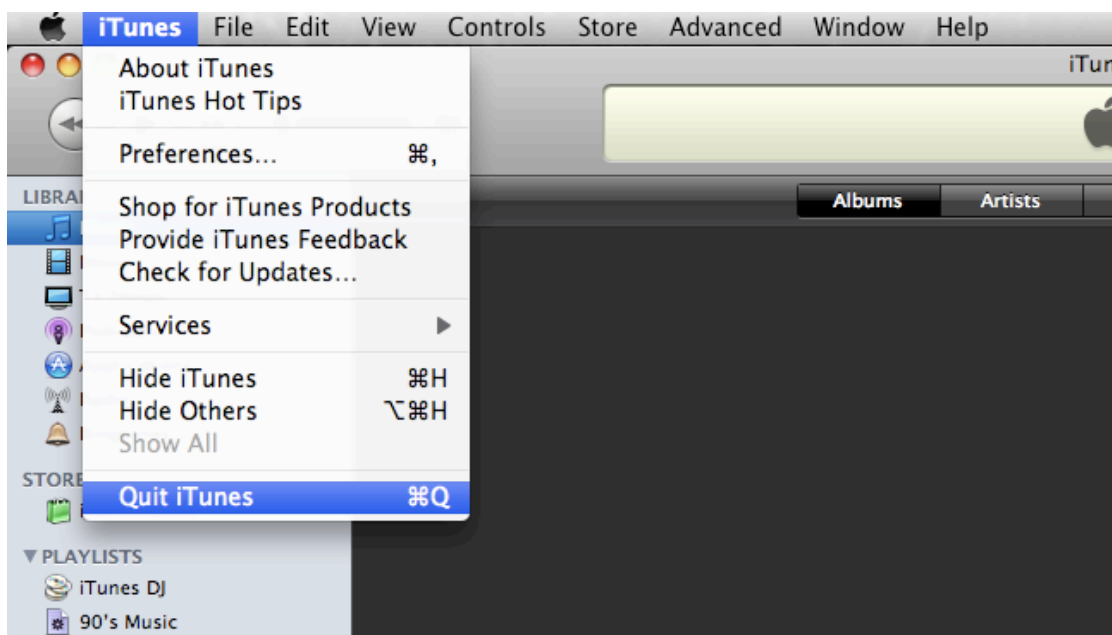 iTunes File Edit View Controls Store Advanced Window Help
iTun
About iTunes
iTunes Hot Tips
Preferences... ⌘,
Shop for iTunes Products
Provide iTunes Feedback
Check for Updates...
Services ▶
Hide iTunes ⌘H
Hide Others ⌥⌘H
Show All
Quit iTunes ⌘Q
Albums Artists
LIBRA
STORE
▼ PLAYLISTS
iTunes DJ
90's Music